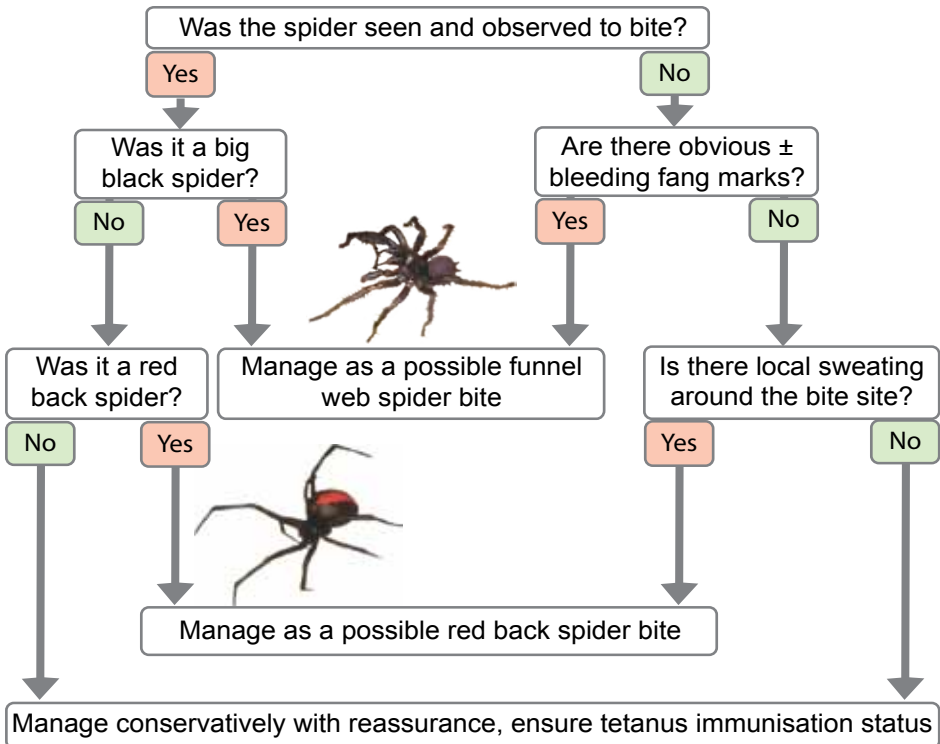 Was the spider seen and observed to bite?
Yes
No
Was it a big
black spider?
Are there obvious ±
bleeding fang marks?
No
Yes
Yes
No
Was it a red
back spider?
Manage as a possible funnel
web spider bite
Is there local sweating
around the bite site?
No
Yes
Yes
No
Manage as a possible red back spider bite
Manage conservatively with reassurance, ensure tetanus immunisation status